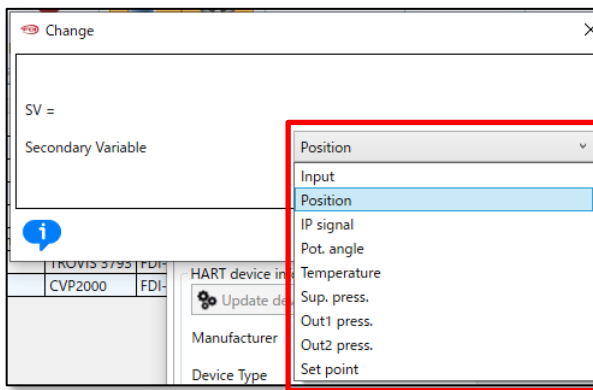 Change
SV =
Secondary Variable
Position
Input
Position
IP signal
Pot. angle
Temperature
Sup. press.
Out1 press.
Out2 press.
Set point
TROVIS 3793 FDI-
CVP2000 FDI-
HART device in
Update de
Manufacturer
Device Type